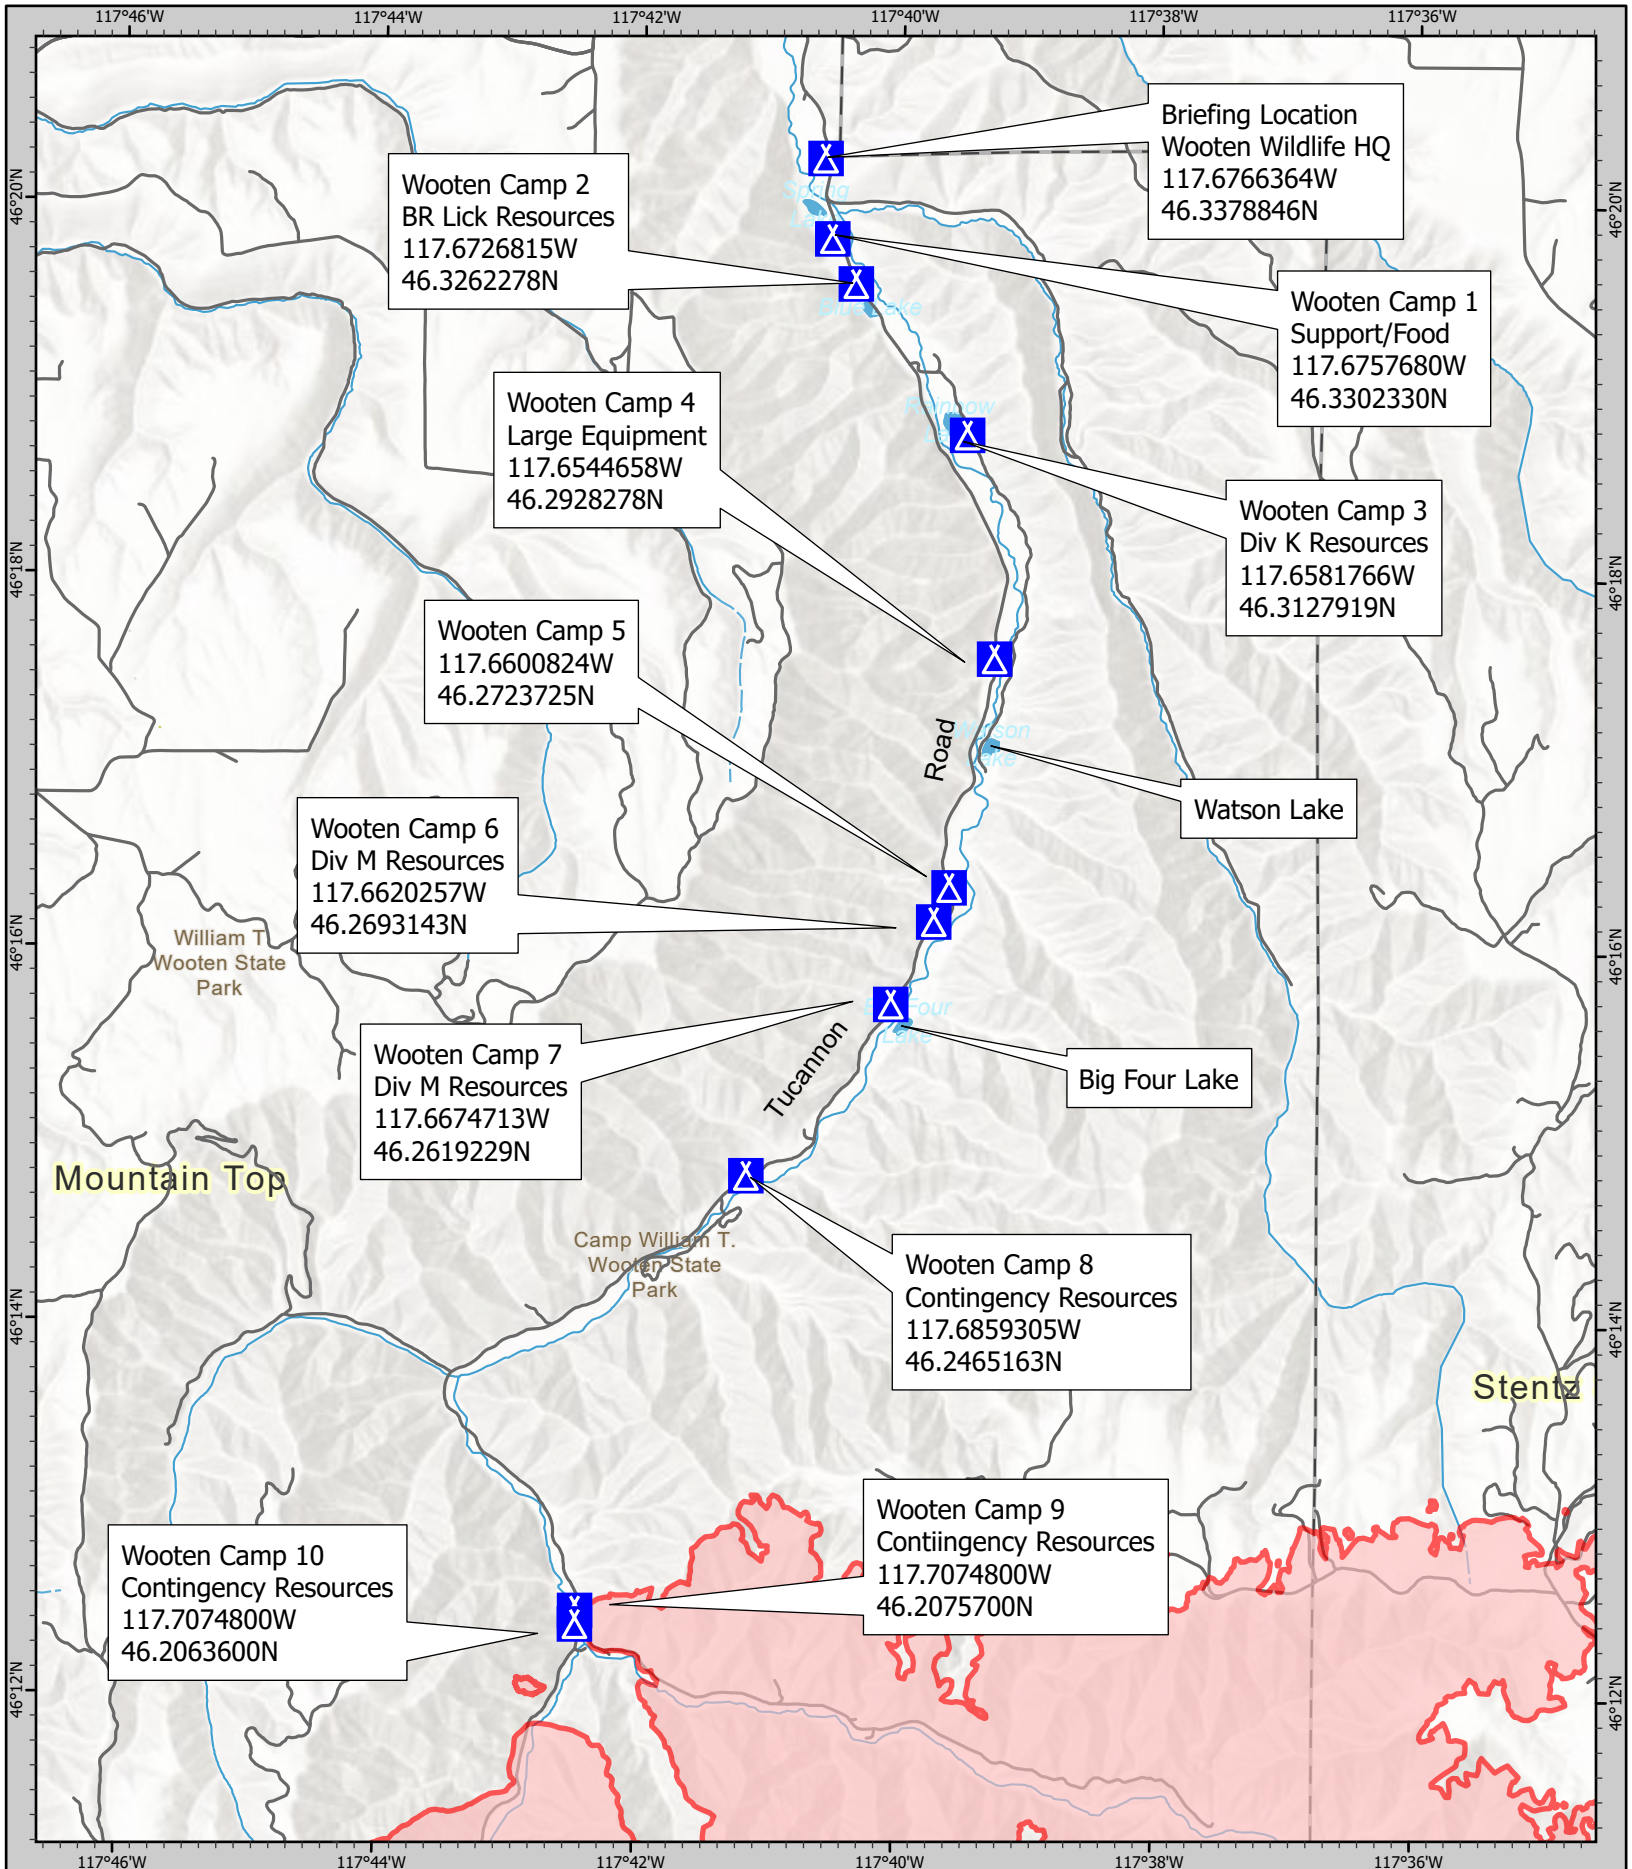 117°46'W
117°44'W
117°42'W
117°40'W
117°38'W
117°36'W
46°20'N
46°20'N
46°18'N
46°18'N
46°16'N
46°16'N
46°14'N
46°14'N
46°12'N
46°12'N
Briefing Location
Wooten Wildlife HQ
117.6766364W
46.3378846N
Wooten Camp 2
BR Lick Resources
117.6726815W
46.3262278N
Spring
Wooten Camp 1
Support/Food
117.6757680W
46.3302330N
Blue Lake
Wooten Camp 4
Large Equipment
117.6544658W
46.2928278N
Rainbow
Wooten Camp 3
Div K Resources
117.6581766W
46.3127919N
Wooten Camp 5
117.6600824W
46.2723725N
Road
Watson
Lake
Watson Lake
Wooten Camp 6
Div M Resources
117.6620257W
46.2693143N
William T
Wooten State
Park
Four
Lake
Wooten Camp 7
Div M Resources
117.6674713W
46.2619229N
Tucannon
Big Four Lake
Mountain Top
Camp William T.
Wooten State
Park
Wooten Camp 8
Contingency Resources
117.6859305W
46.2465163N
Stentz
Wooten Camp 9
Contiingency Resources
117.7074800W
46.2075700N
Wooten Camp 10
Contingency Resources
117.7074800W
46.2063600N
117°46'W
117°44'W
117°42'W
117°40'W
117°38'W
117°36'W